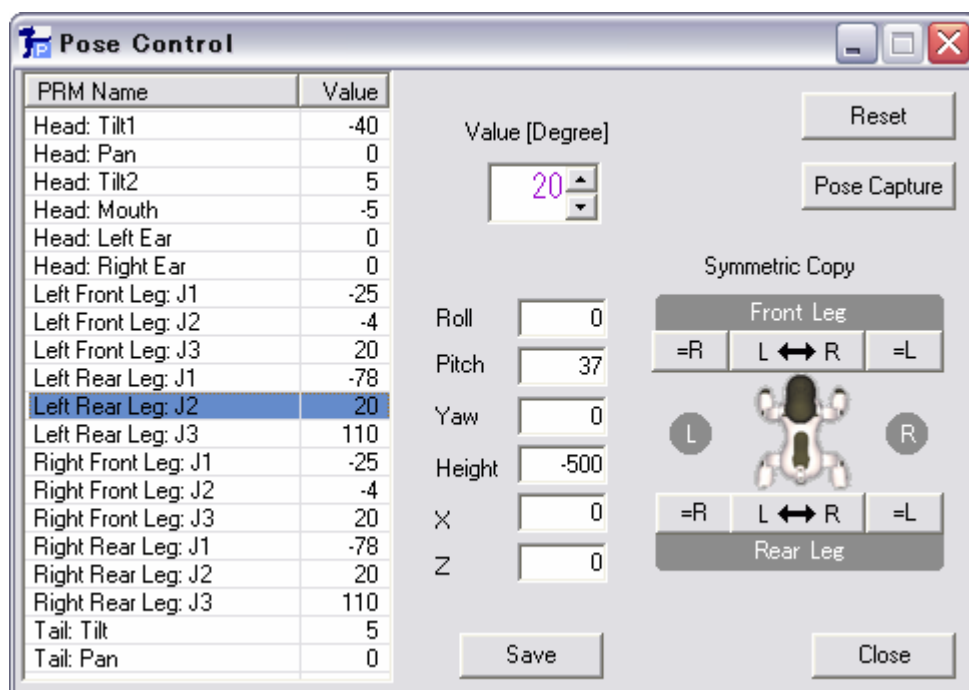 Pose Control
PRM Name Value
Head: Tilt1 -40
Head: Pan 0
Head: Tilt2 5
Head: Mouth -5
Head: Left Ear 0
Head: Right Ear 0
Left Front Leg: J1 -25
Left Front Leg: J2 -4
Left Front Leg: J3 20
Left Rear Leg: J1 -78
Left Rear Leg: J2 20
Left Rear Leg: J3 110
Right Front Leg: J1 -25
Right Front Leg: J2 -4
Right Front Leg: J3 20
Right Rear Leg: J1 -78
Right Rear Leg: J2 20
Right Rear Leg: J3 110
Tail: Tilt 5
Tail: Pan 0
Value [Degree]
20
Roll 0
Pitch 37
Yaw 0
Height -500
X 0
Z 0
Save
Reset
Pose Capture
Symmetric Copy
Front Leg
=R L ↔ R =L
L R
=R L ↔ R =L
Rear Leg
Close